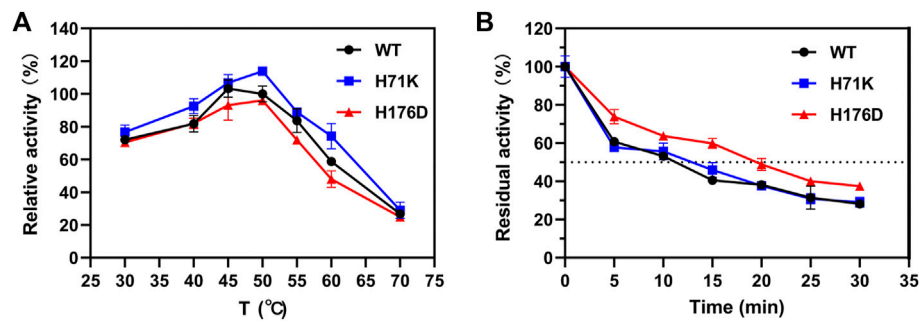 A
Relative activity (%)
140
120
100
80
60
40
20
0
25 30 35 40 45 50 55 60 65 70 75
T (℃)
WT
H71K
H176D
B
Residual activity (%)
120
100
80
60
40
20
0
0 5 10 15 20 25 30 35
Time (min)
WT
H71K
H176D